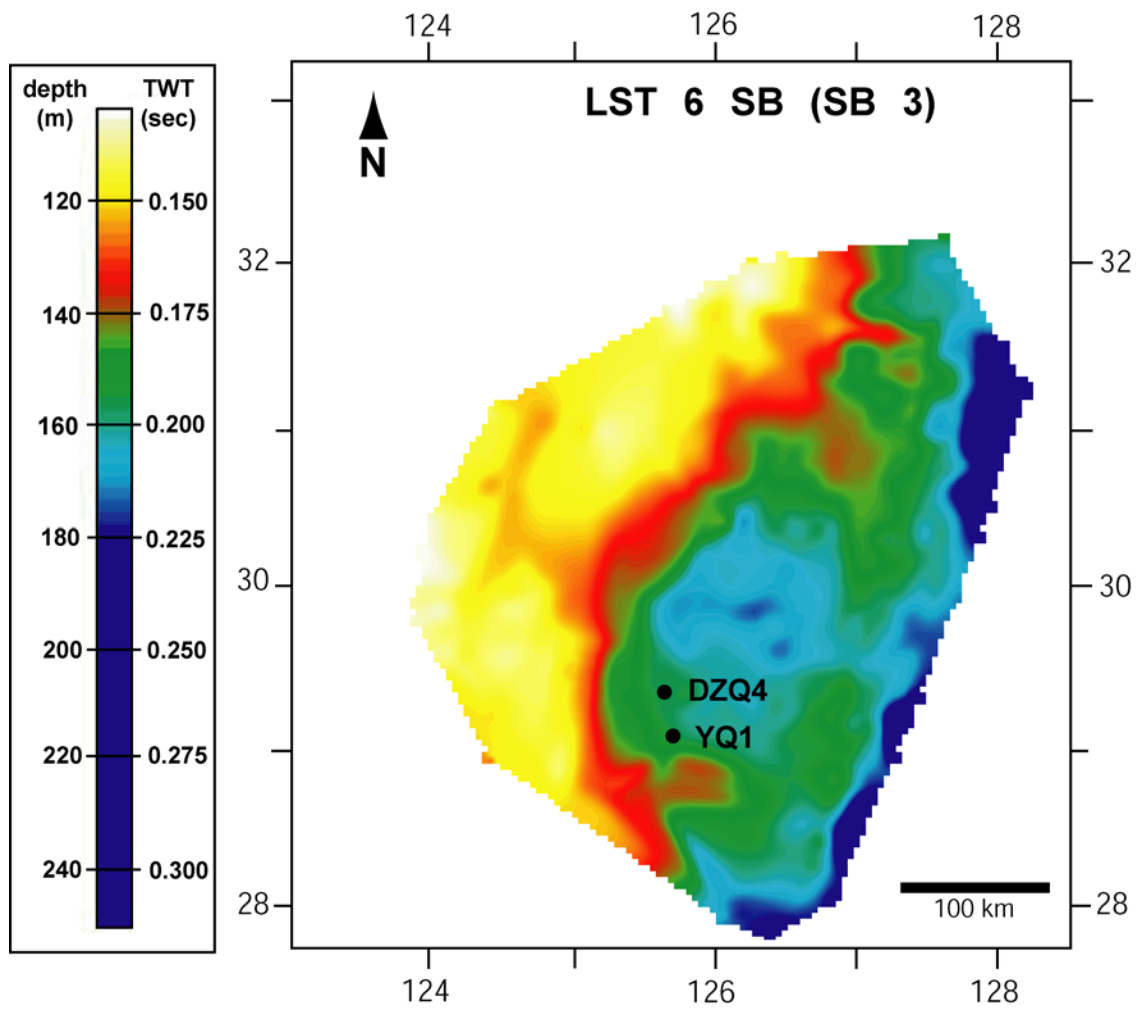 124 126 128
depth TWT
(m) (sec)
LST 6 SB (SB 3)
N
120 0.150
32 32
140 0.175
160 0.200
180 0.225
30 30
200 0.250
DZQ4
YQ1
220 0.275
240 0.300
28 28
100 km
124 126 128